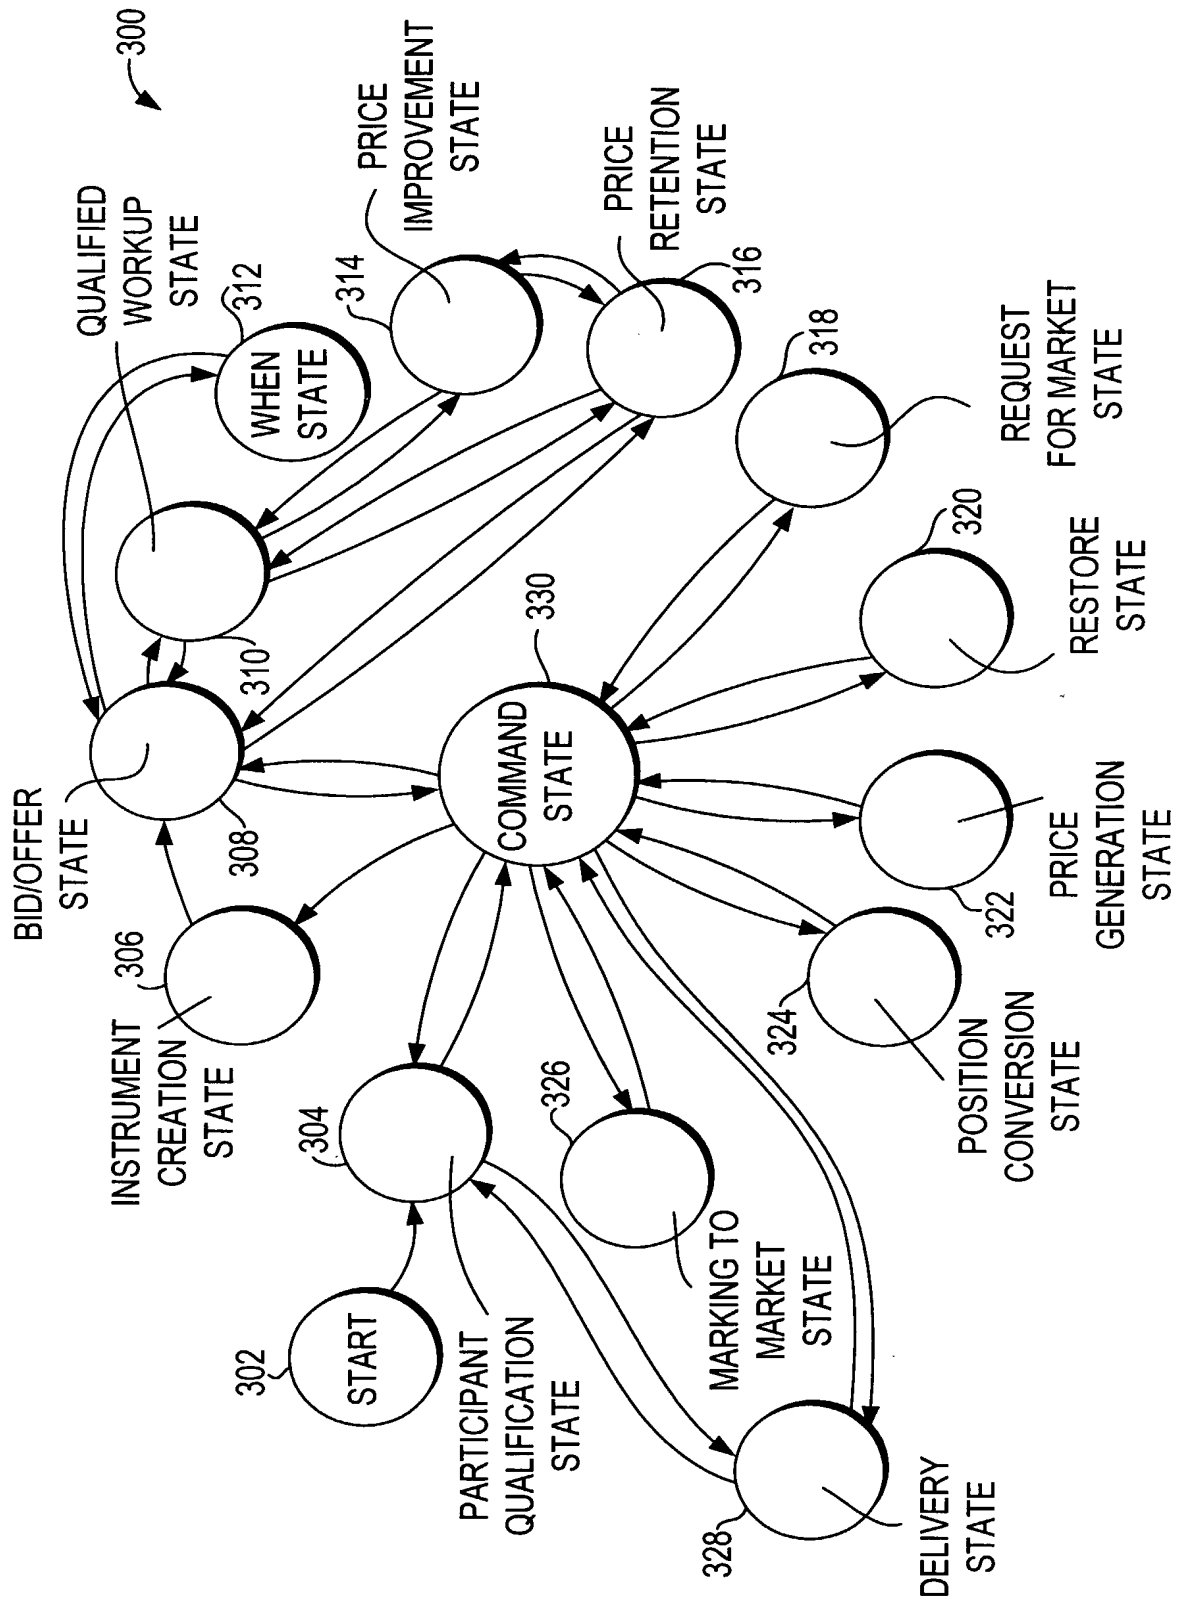 300
QUALIFIED
WORKUP
STATE
312
WHEN
STATE
314
PRICE
IMPROVEMENT
STATE
PRICE
RETENTION
STATE
316
318
REQUEST
FOR MARKET
STATE
320
RESTORE
STATE
BID/OFFER
STATE
308
310
330
COMMAND
STATE
322
PRICE
GENERATION
STATE
306
INSTRUMENT
CREATION
STATE
324
POSITION
CONVERSION
STATE
304
326
MARKING TO
MARKET
STATE
302
START
PARTICIPANT
QUALIFICATION
STATE
328
DELIVERY
STATE